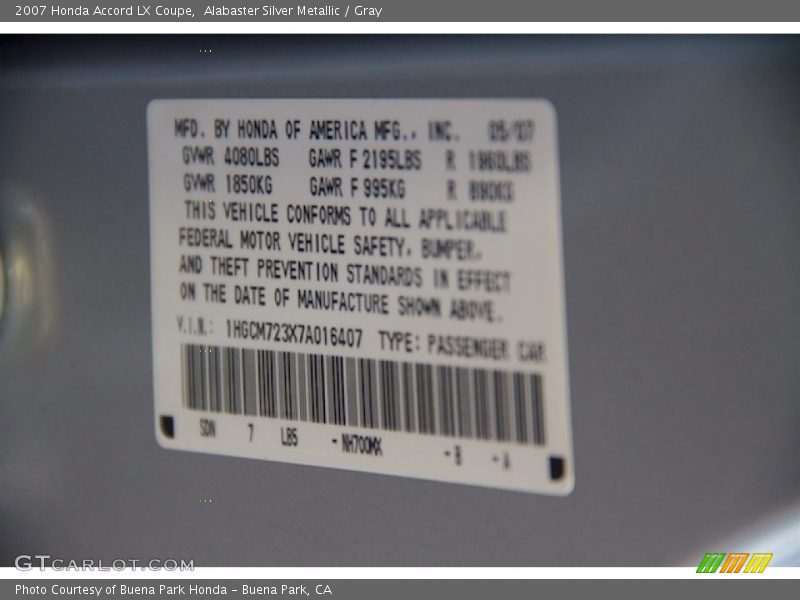 2007 Honda Accord LX Coupe,  Alabaster Silver Metallic / Gray
MFD. BY HONDA OF AMERICA MFG., INC. 05/07
GVWR 4080LBS GAWR F 2195LBS R 1960LBS
GVWR 1850KG GAWR F 995KG R 890KG
THIS VEHICLE CONFORMS TO ALL APPLICABLE
FEDERAL MOTOR VEHICLE SAFETY, BUMPER,
AND THEFT PREVENTION STANDARDS IN EFFECT
ON THE DATE OF MANUFACTURE SHOWN ABOVE.
V.I.N.: 1HGCM723X7A016407 TYPE: PASSENGER CAR
SDN 7 LB5 -NH700MX -B -A
GTCARLOT.COM
Photo Courtesy of Buena Park Honda - Buena Park, CA